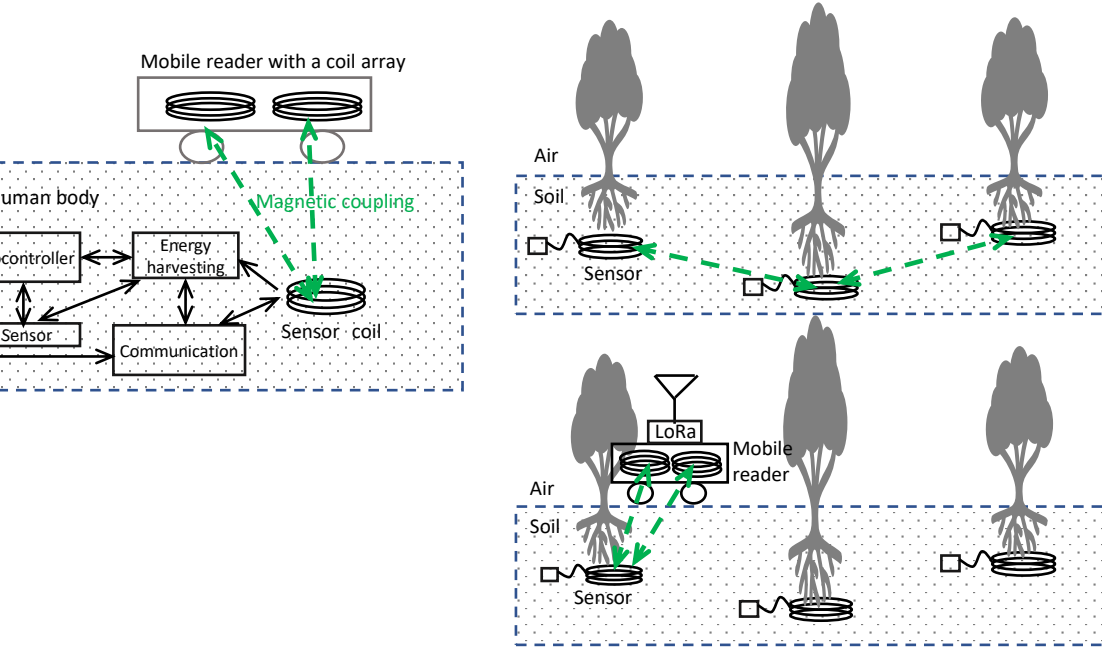 Mobile reader with a coil array
uman body
Magnetic coupling
controller
Energy
harvesting
Sensor
Communication
Sensor coil
Air
Soil
Sensor
LoRa
Mobile
reader
Air
Soil
Sensor